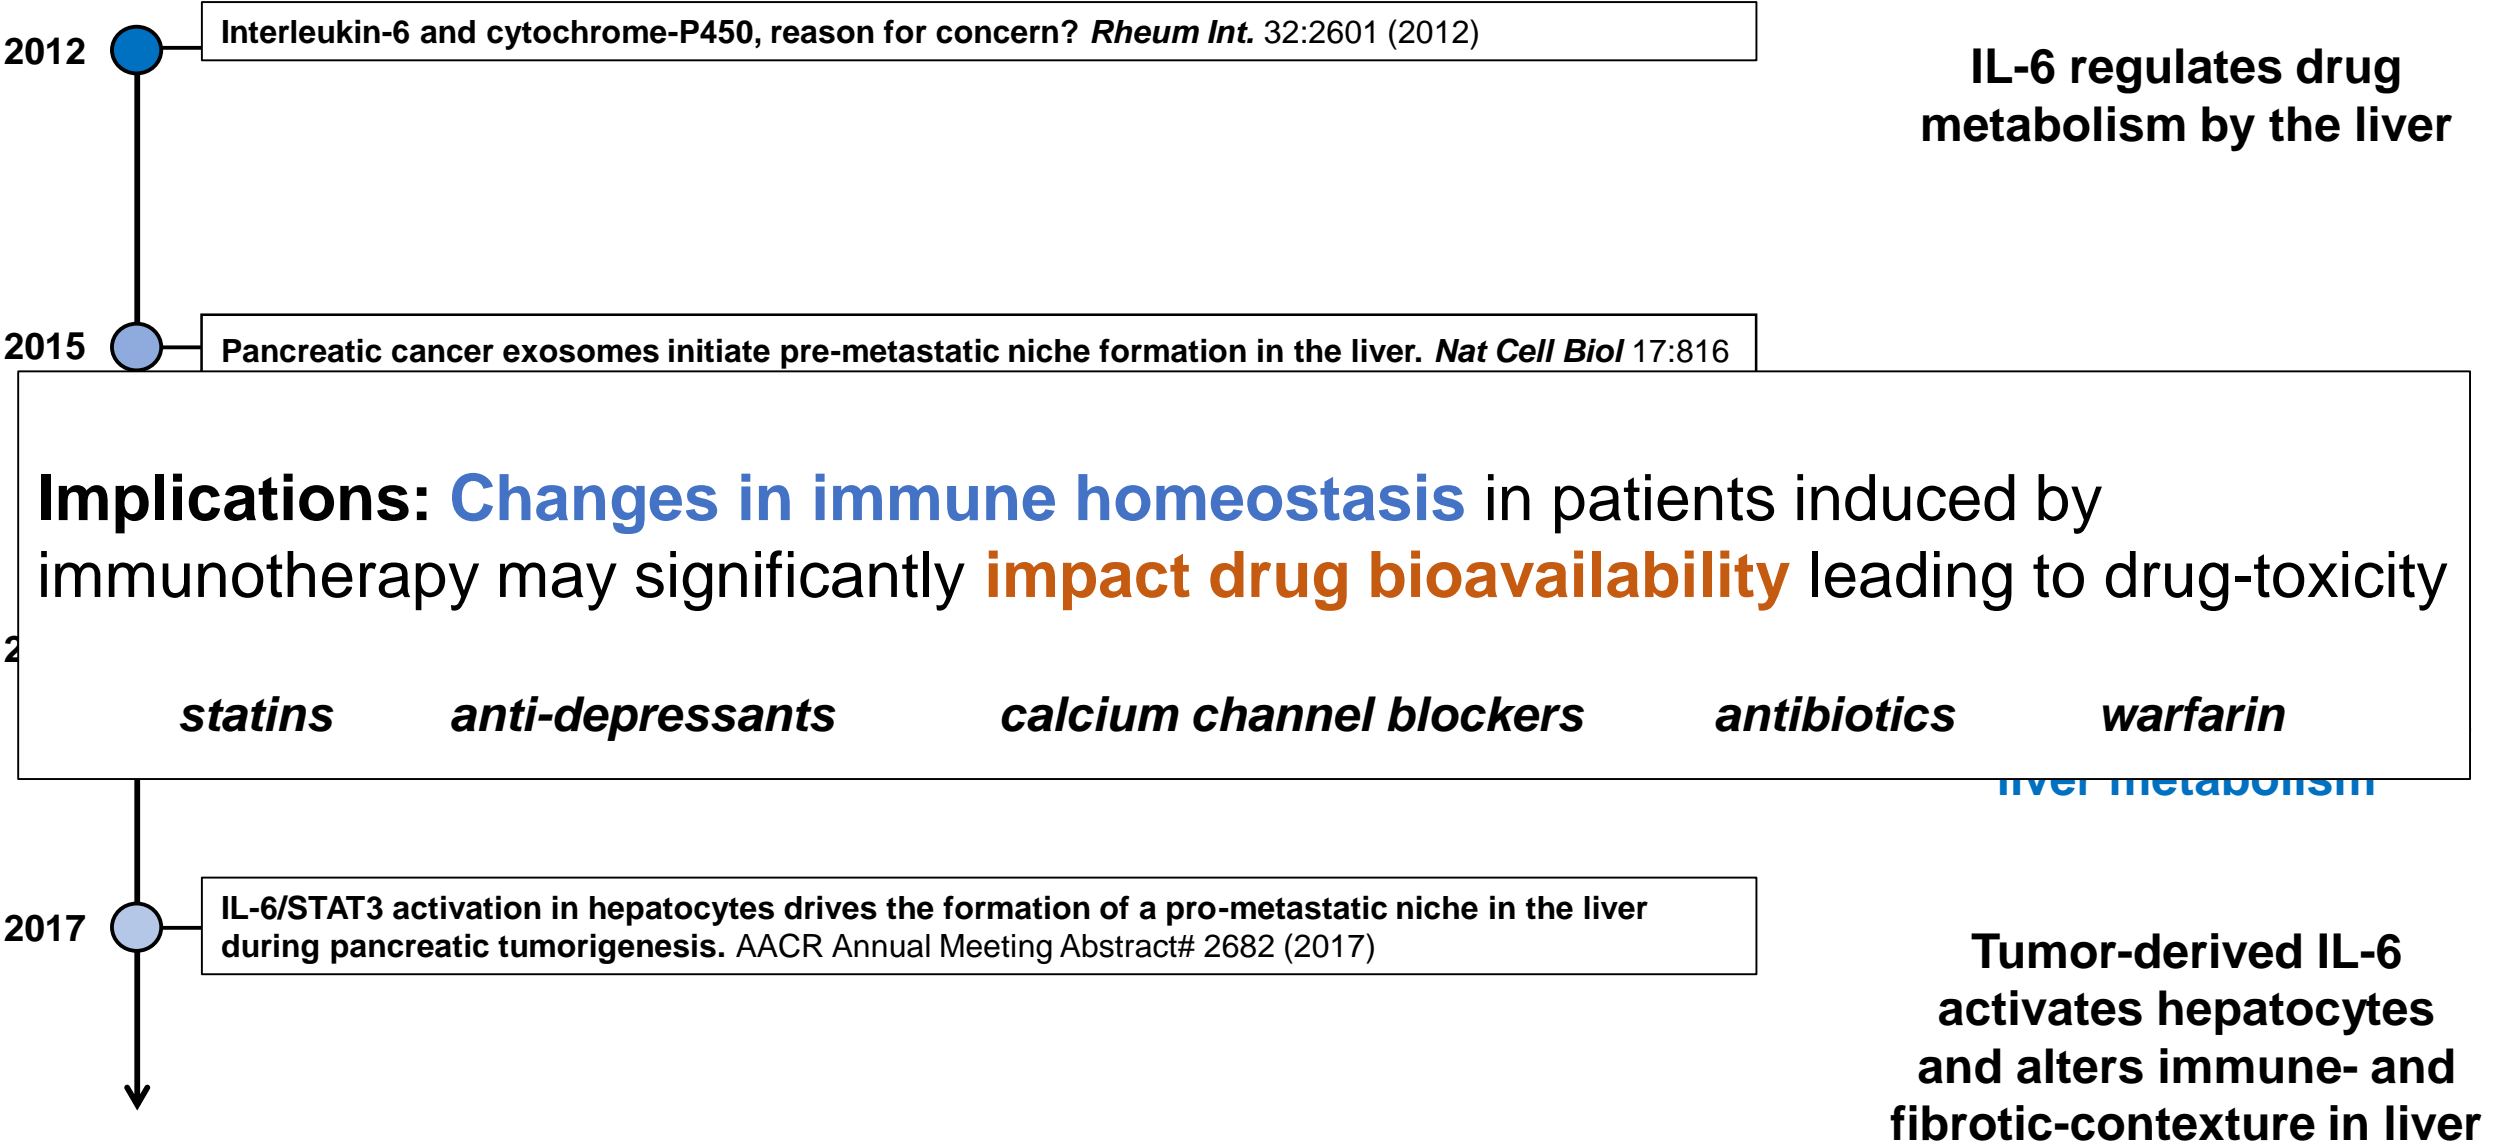 2012
Interleukin-6 and cytochrome-P450, reason for concern? Rheum Int. 32:2601 (2012)
IL-6 regulates drug
metabolism by the liver
2015
Pancreatic cancer exosomes initiate pre-metastatic niche formation in the liver. Nat Cell Biol 17:816
Implications: Changes in immune homeostasis in patients induced by
immunotherapy may significantly impact drug bioavailability leading to drug-toxicity
statins anti-depressants calcium channel blockers antibiotics warfarin
liver metabolism
2017
IL-6/STAT3 activation in hepatocytes drives the formation of a pro-metastatic niche in the liver
during pancreatic tumorigenesis. AACR Annual Meeting Abstract# 2682 (2017)
Tumor-derived IL-6
activates hepatocytes
and alters immune- and
fibrotic-contexture in liver